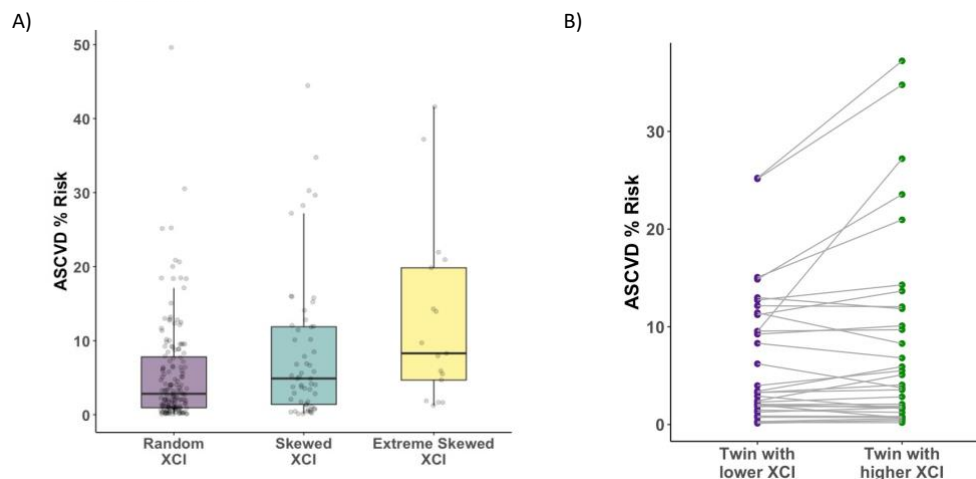 A)
50
40
30
20
10
0
ASCVD % Risk
Random
XCI
Skewed
XCI
Extreme Skewed
XCI
B)
30
20
10
0
ASCVD % Risk
Twin with
lower XCI
Twin with
higher XCI